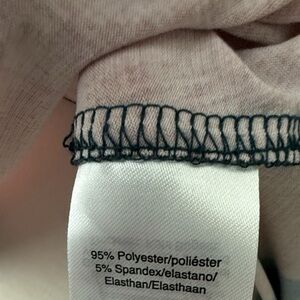 95% Polyester/poliéster
5% Spandex/elastano/
Elasthan/Elasthaan